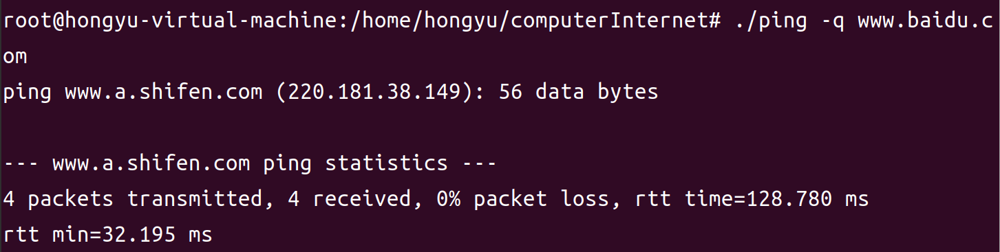 root@hongyu-virtual-machine:/home/hongyu/computerInternet# ./ping -q www.baidu.c
om
ping www.a.shifen.com (220.181.38.149): 56 data bytes
--- www.a.shifen.com ping statistics ---
4 packets transmitted, 4 received, 0% packet loss, rtt time=128.780 ms
rtt min=32.195 ms